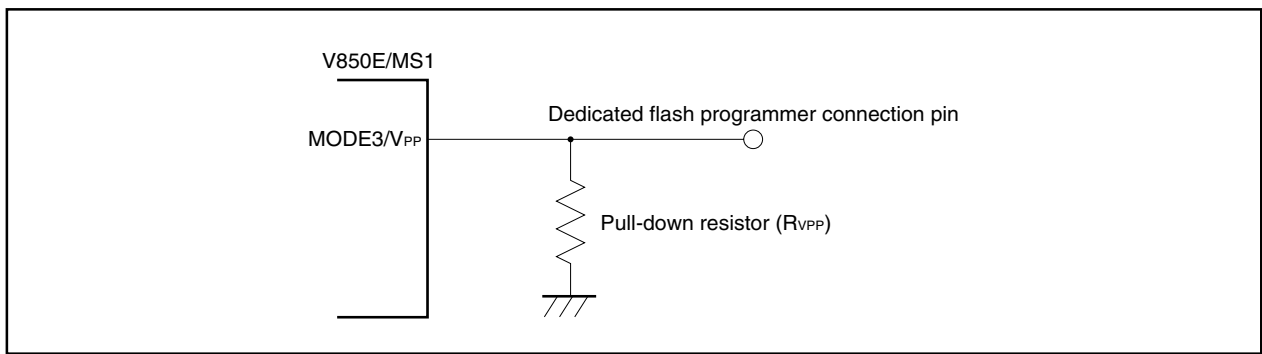 V850E/MS1
Dedicated flash programmer connection pin
MODE3/VPP
Pull-down resistor (RVPP)